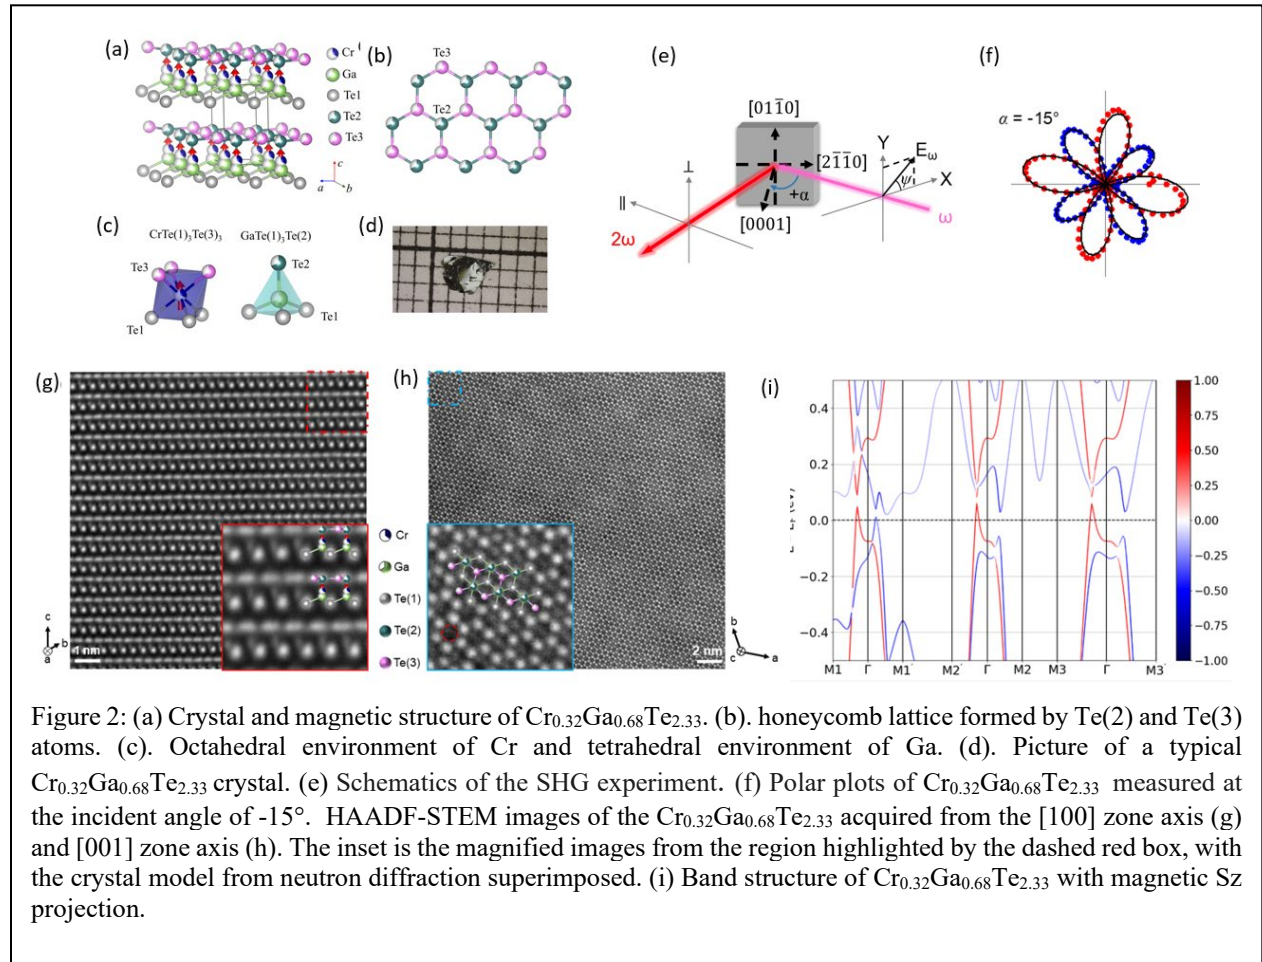 (a)
Cr
Ga
Te1
Te2
Te3
c
a
b
(b)
Te3
Te2
(c)
CrTe(1)₃Te(3)₃
GaTe(1)₃Te(2)
Te3
Te2
Te1
Te1
(d)
(e)
[011̅0]
[21̅1̅0]
[0001]
+α
⊥
||
2ω
Y
Eω
ψ
X
ω
(f)
α = -15°
(g)
c
b
a
1 nm
Cr
Ga
Te(1)
Te(2)
Te(3)
(h)
2 nm
b
c
a
(i)
0.4
0.2
0.0
−0.2
−0.4
M1 Γ M1' M2' Γ M2 M3 Γ M3'
1.00
0.75
0.50
0.25
0.00
−0.25
−0.50
−0.75
−1.00
Figure 2: (a) Crystal and magnetic structure of Cr₀.₃₂Ga₀.₆₈Te₂.₃₃. (b). honeycomb lattice formed by Te(2) and Te(3)
atoms. (c). Octahedral environment of Cr and tetrahedral environment of Ga. (d). Picture of a typical
Cr₀.₃₂Ga₀.₆₈Te₂.₃₃ crystal. (e) Schematics of the SHG experiment. (f) Polar plots of Cr₀.₃₂Ga₀.₆₈Te₂.₃₃ measured at
the incident angle of -15°. HAADF-STEM images of the Cr₀.₃₂Ga₀.₆₈Te₂.₃₃ acquired from the [100] zone axis (g)
and [001] zone axis (h). The inset is the magnified images from the region highlighted by the dashed red box, with
the crystal model from neutron diffraction superimposed. (i) Band structure of Cr₀.₃₂Ga₀.₆₈Te₂.₃₃ with magnetic Sz
projection.